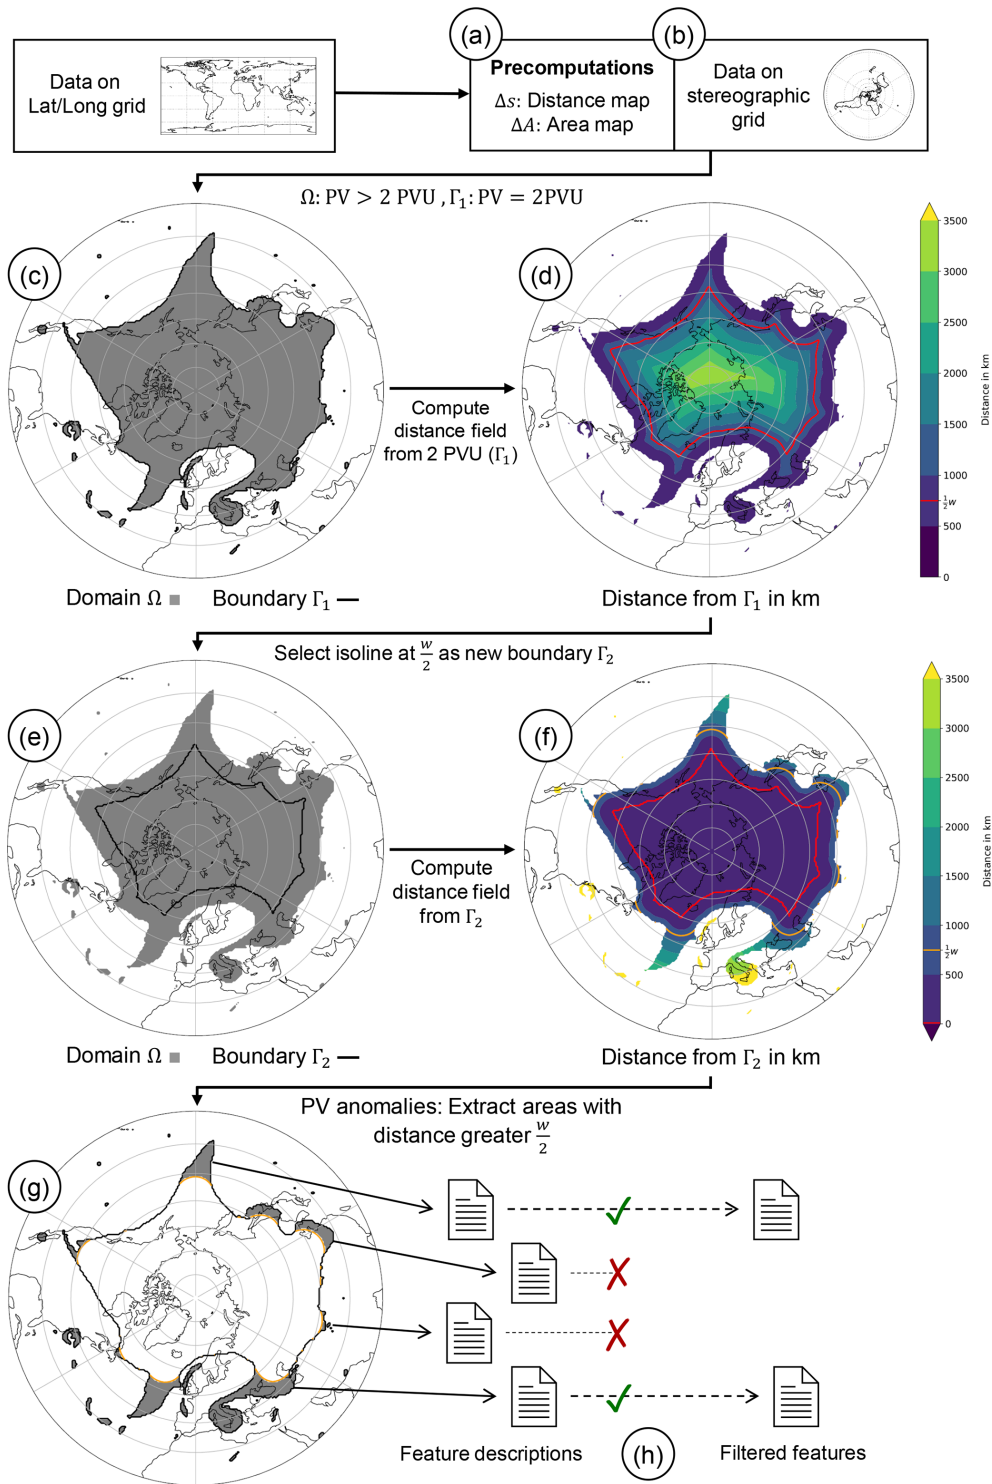 (a)
(b)
Data on
Lat/Long grid
Precomputations
Δs: Distance map
ΔA: Area map
Data on
stereographic
grid
Ω: PV > 2 PVU , Γ₁: PV = 2PVU
(c)
(d)
Compute
distance field
from 2 PVU (Γ₁)
3500
3000
2500
2000
1500
1000
½w
500
0
Distance in km
Domain Ω
Boundary Γ₁
Distance from Γ₁ in km
Select isoline at w/2 as new boundary Γ₂
(e)
(f)
Compute
distance field
from Γ₂
3500
3000
2500
2000
1500
1000
½w
500
0
Distance in km
Domain Ω
Boundary Γ₂
Distance from Γ₂ in km
PV anomalies: Extract areas with
distance greater w/2
(g)
Feature descriptions
(h)
Filtered features